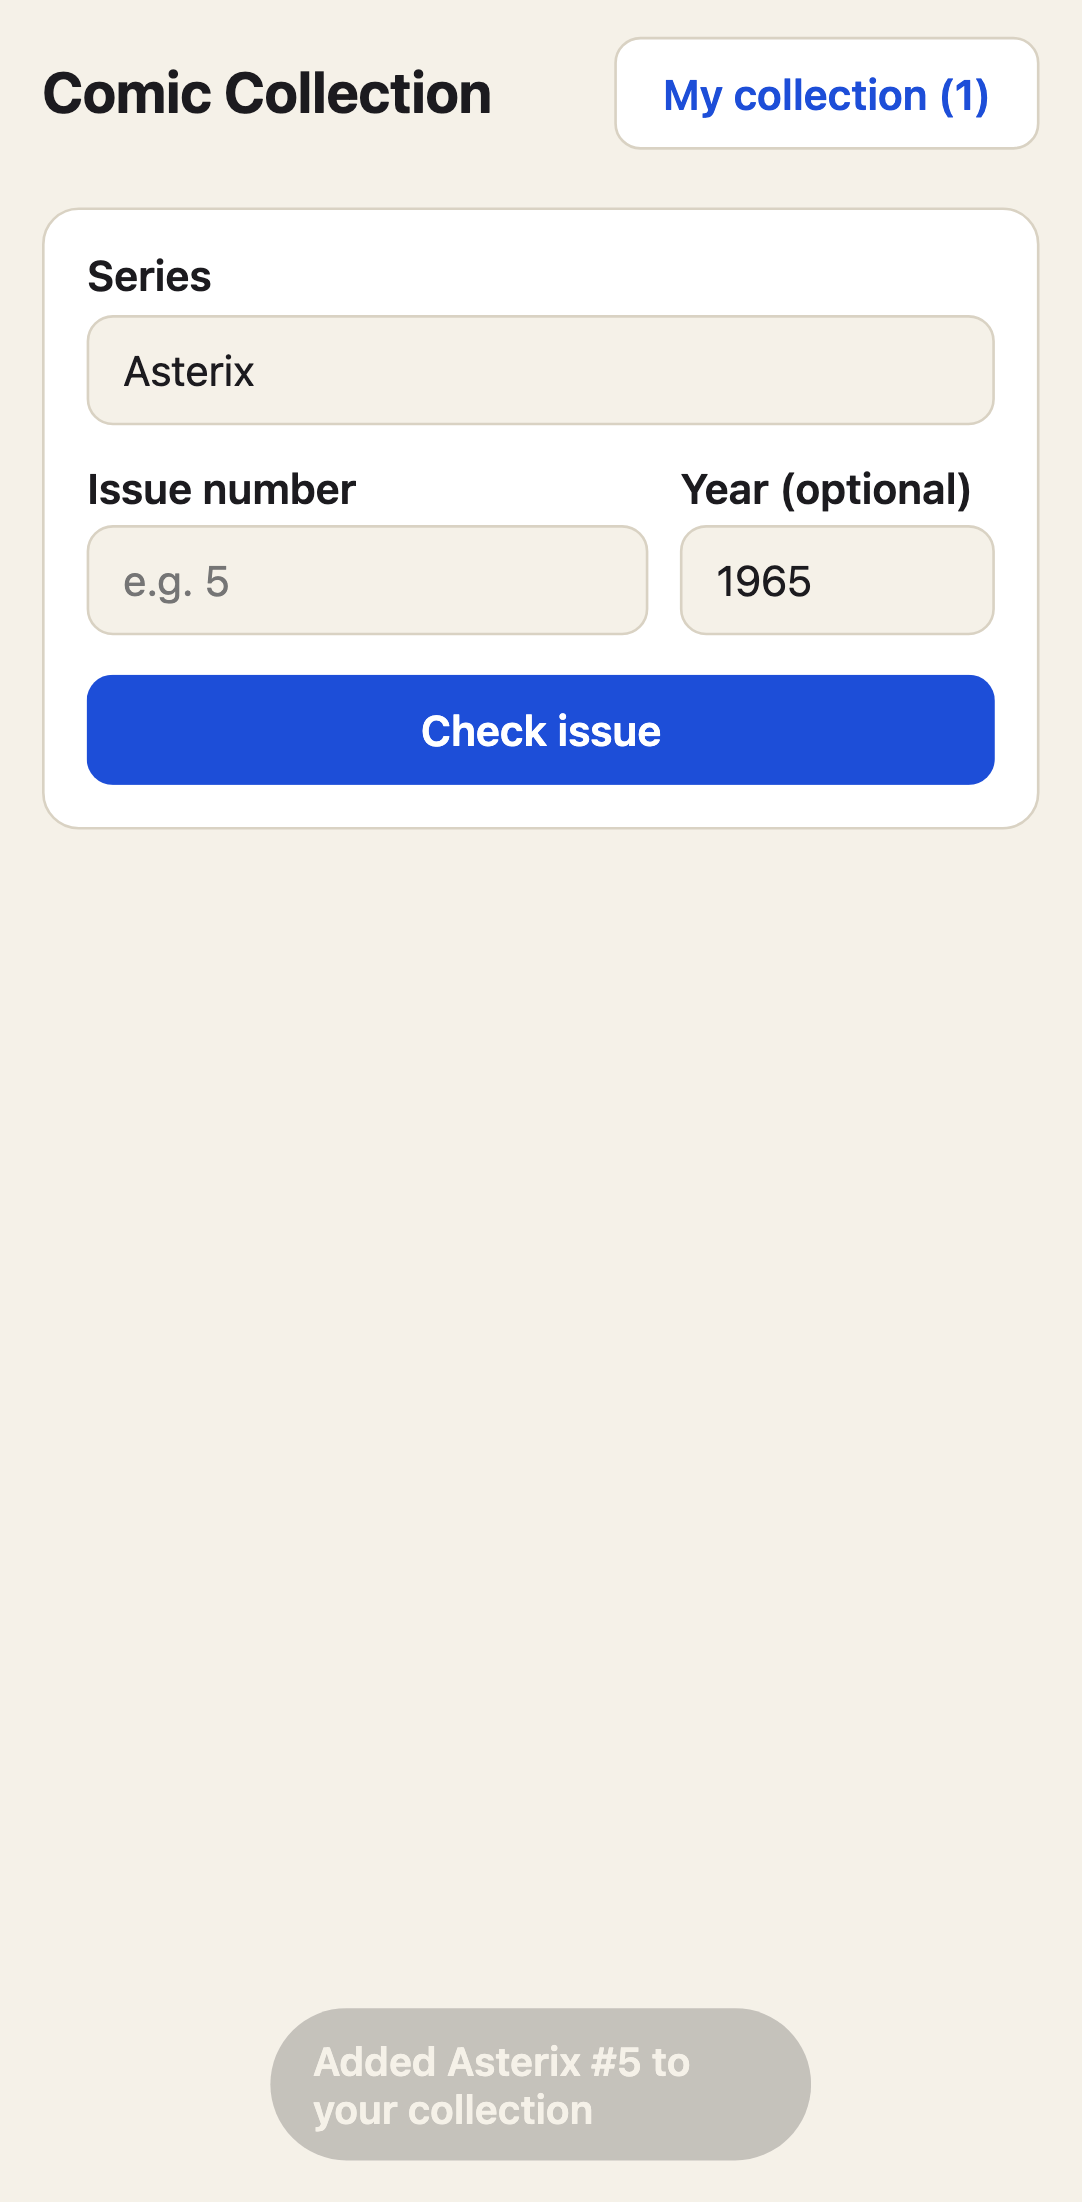 Comic Collection
My collection (1)
Series
Asterix
Issue number
Year (optional)
e.g. 5
1965
Check issue
Added Asterix #5 to
your collection